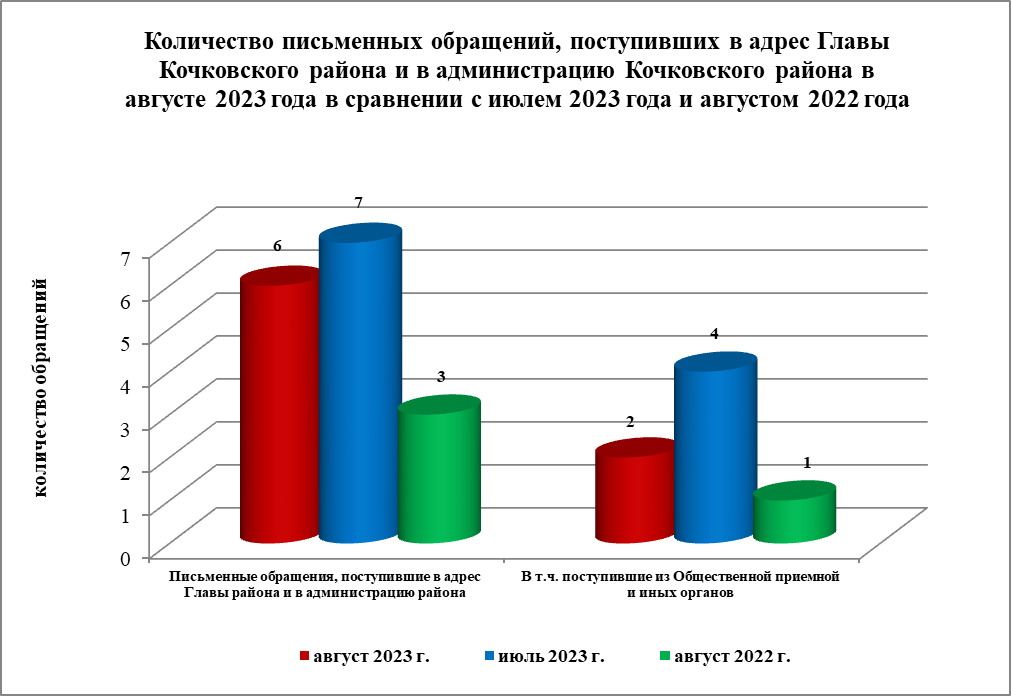 Количество письменных обращений, поступивших в адрес Главы
Кочковского района и в администрацию Кочковского района в
августе 2023 года в сравнении с июлем 2023 года и августом 2022 года
количество обращений
7
6
5
4
3
2
1
0
6
7
3
2
4
1
Письменные обращения, поступившие в адрес
Главы района и в администрацию района
В т.ч. поступившие из Общественной приемной
и иных органов
август 2023 г.
июль 2023 г.
август 2022 г.